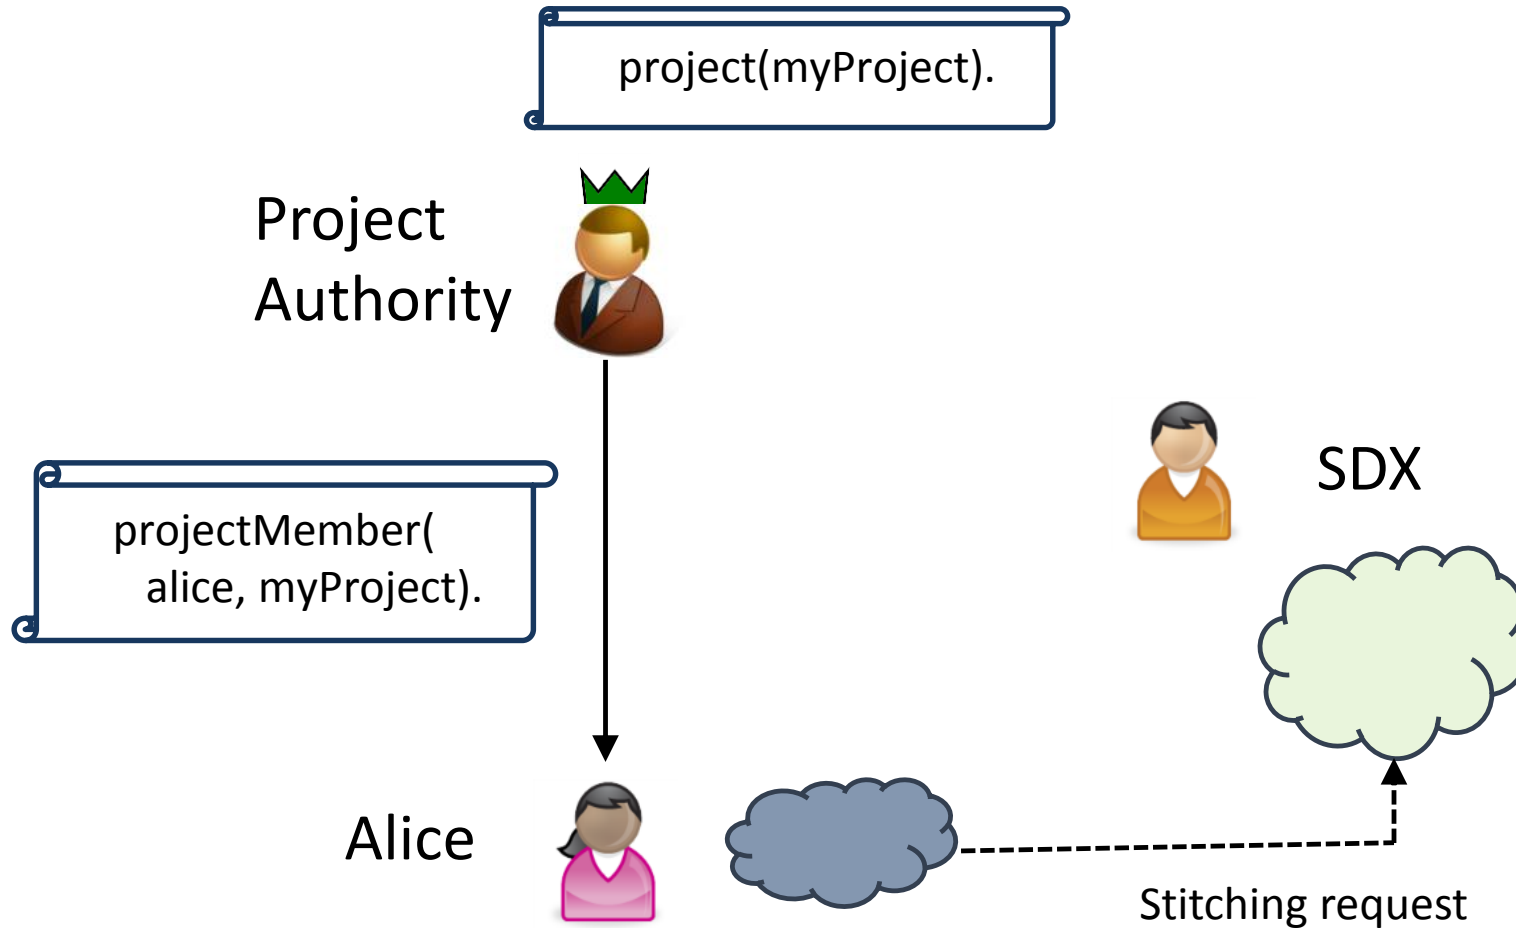 project(myProject).
Project
Authority
SDX
projectMember(
alice, myProject).
Alice
Stitching request